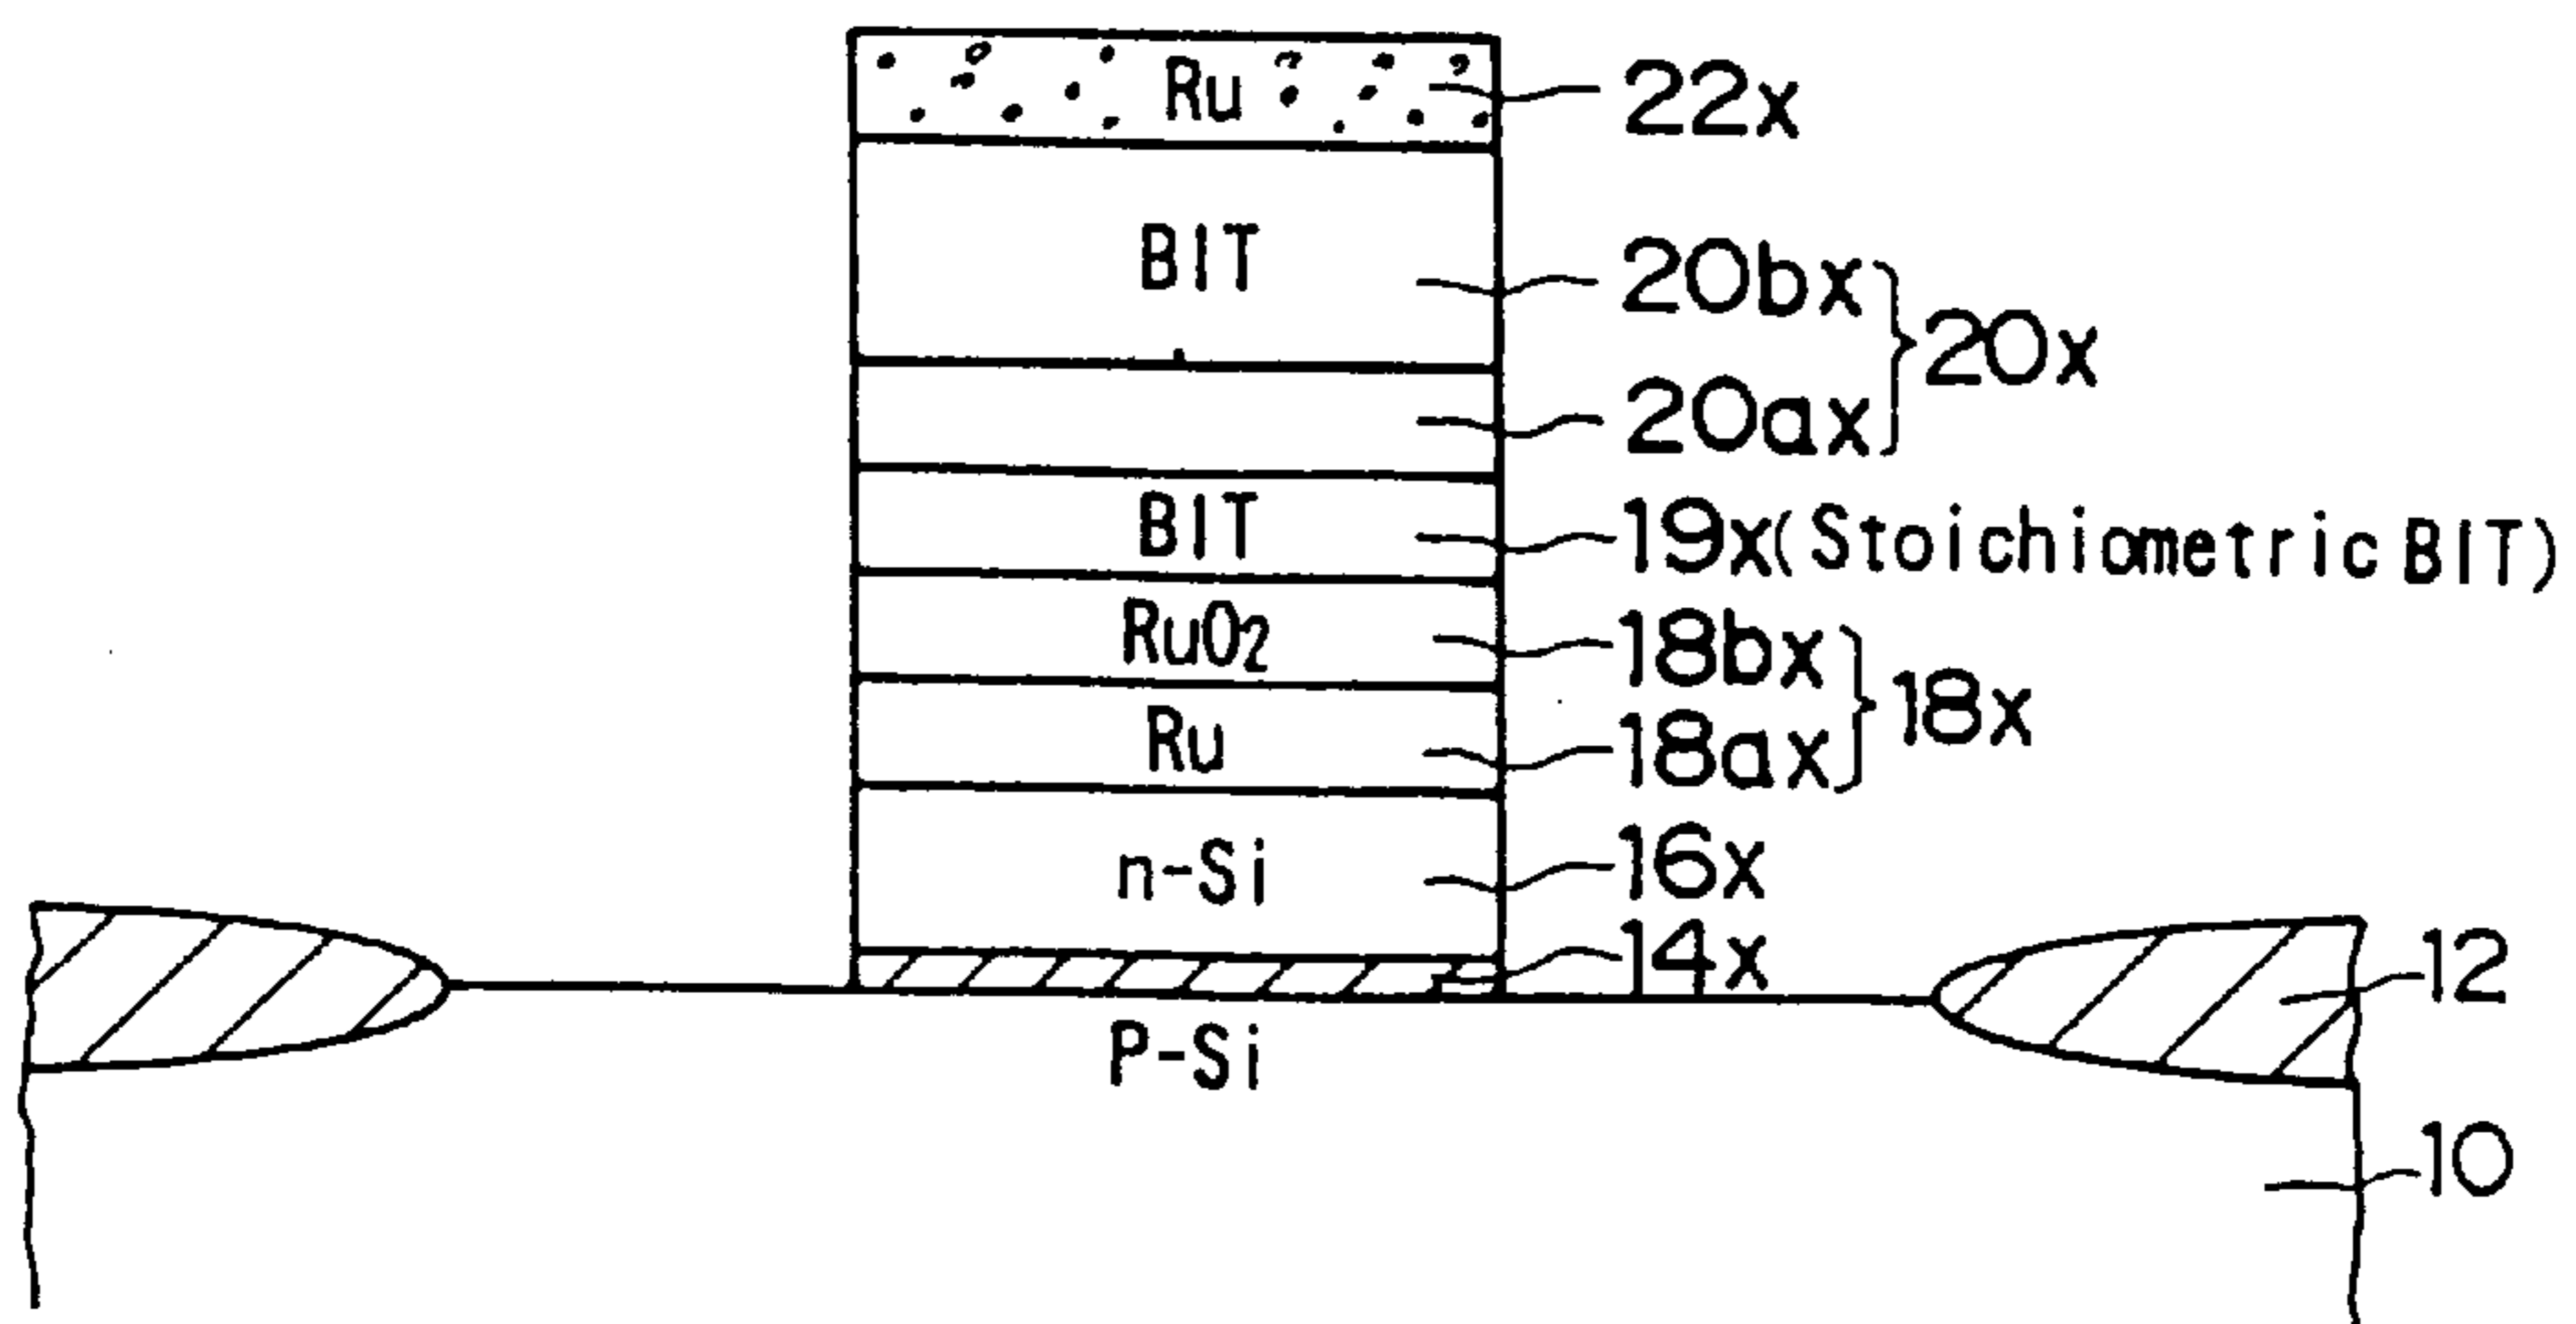 Ru 22x
BIT 20bx
20x
20ax
BIT 19x(Stoichiometric BIT)
RuO2 18bx
18x
Ru 18ax
n-Si 16x
14x
12
P-Si
10